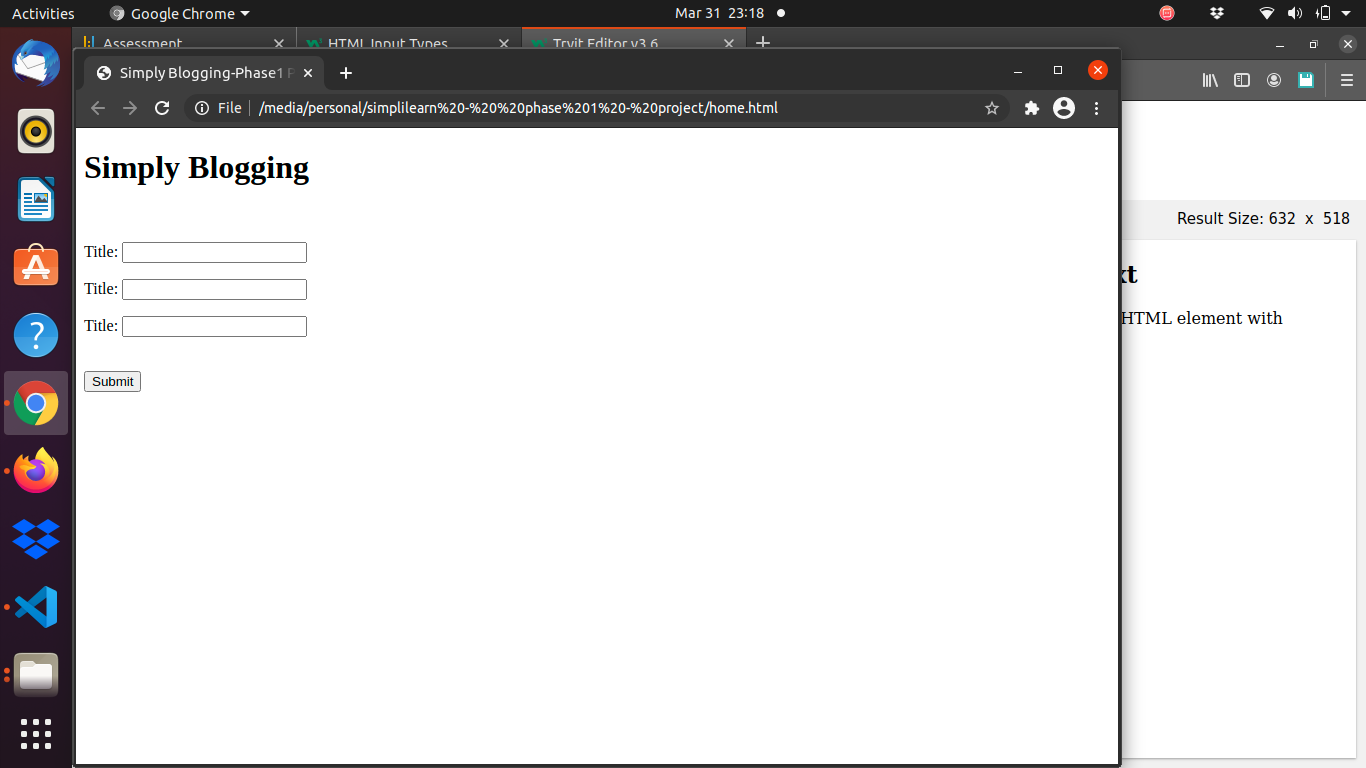 Activities
Google Chrome
Mar 31 23:18
Assessment
HTML Input Types
Tryit Editor v3.6
Simply Blogging-Phase1 P
File
/media/personal/simplilearn%20-%20%20phase%201%20-%20project/home.html
Simply Blogging
Result Size: 632 x 518
Title:
xt
Title:
HTML element with
Title:
Submit